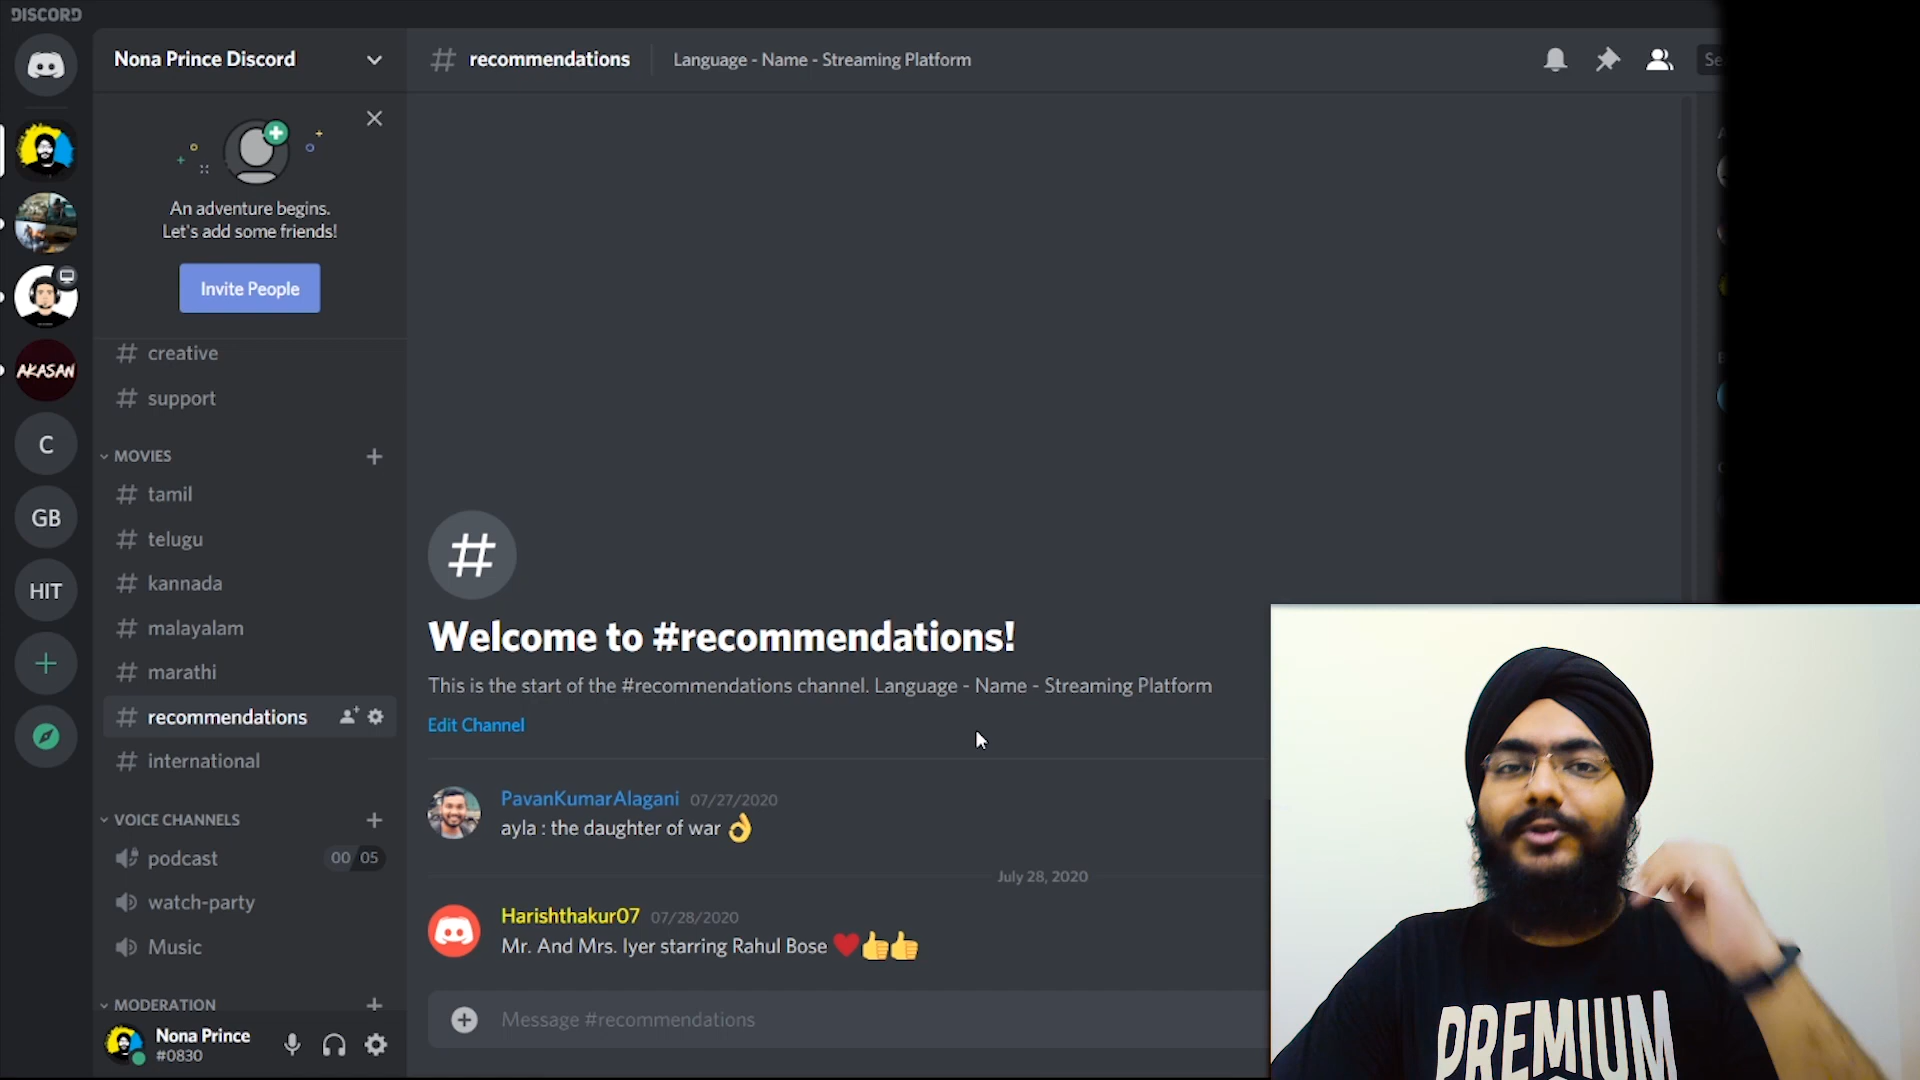 DISCORD
Nona Prince Discord
recommendations
Language - Name - Streaming Platform
An adventure begins.
Let's add some friends!
Invite People
creative
support
MOVIES
tamil
telugu
kannada
malayalam
marathi
recommendations
international
VOICE CHANNELS
podcast 00 05
watch-party
Music
MODERATION
Nona Prince
#0830
AKASAN
C
GB
HIT
#
Welcome to #recommendations!
This is the start of the #recommendations channel. Language - Name - Streaming Platform
Edit Channel
PavanKumarAlagani 07/27/2020
ayla : the daughter of war 👌
July 28, 2020
Harishthakur07 07/28/2020
Mr. And Mrs. Iyer starring Rahul Bose ❤️👍👍
Message #recommendations
PREMIUM